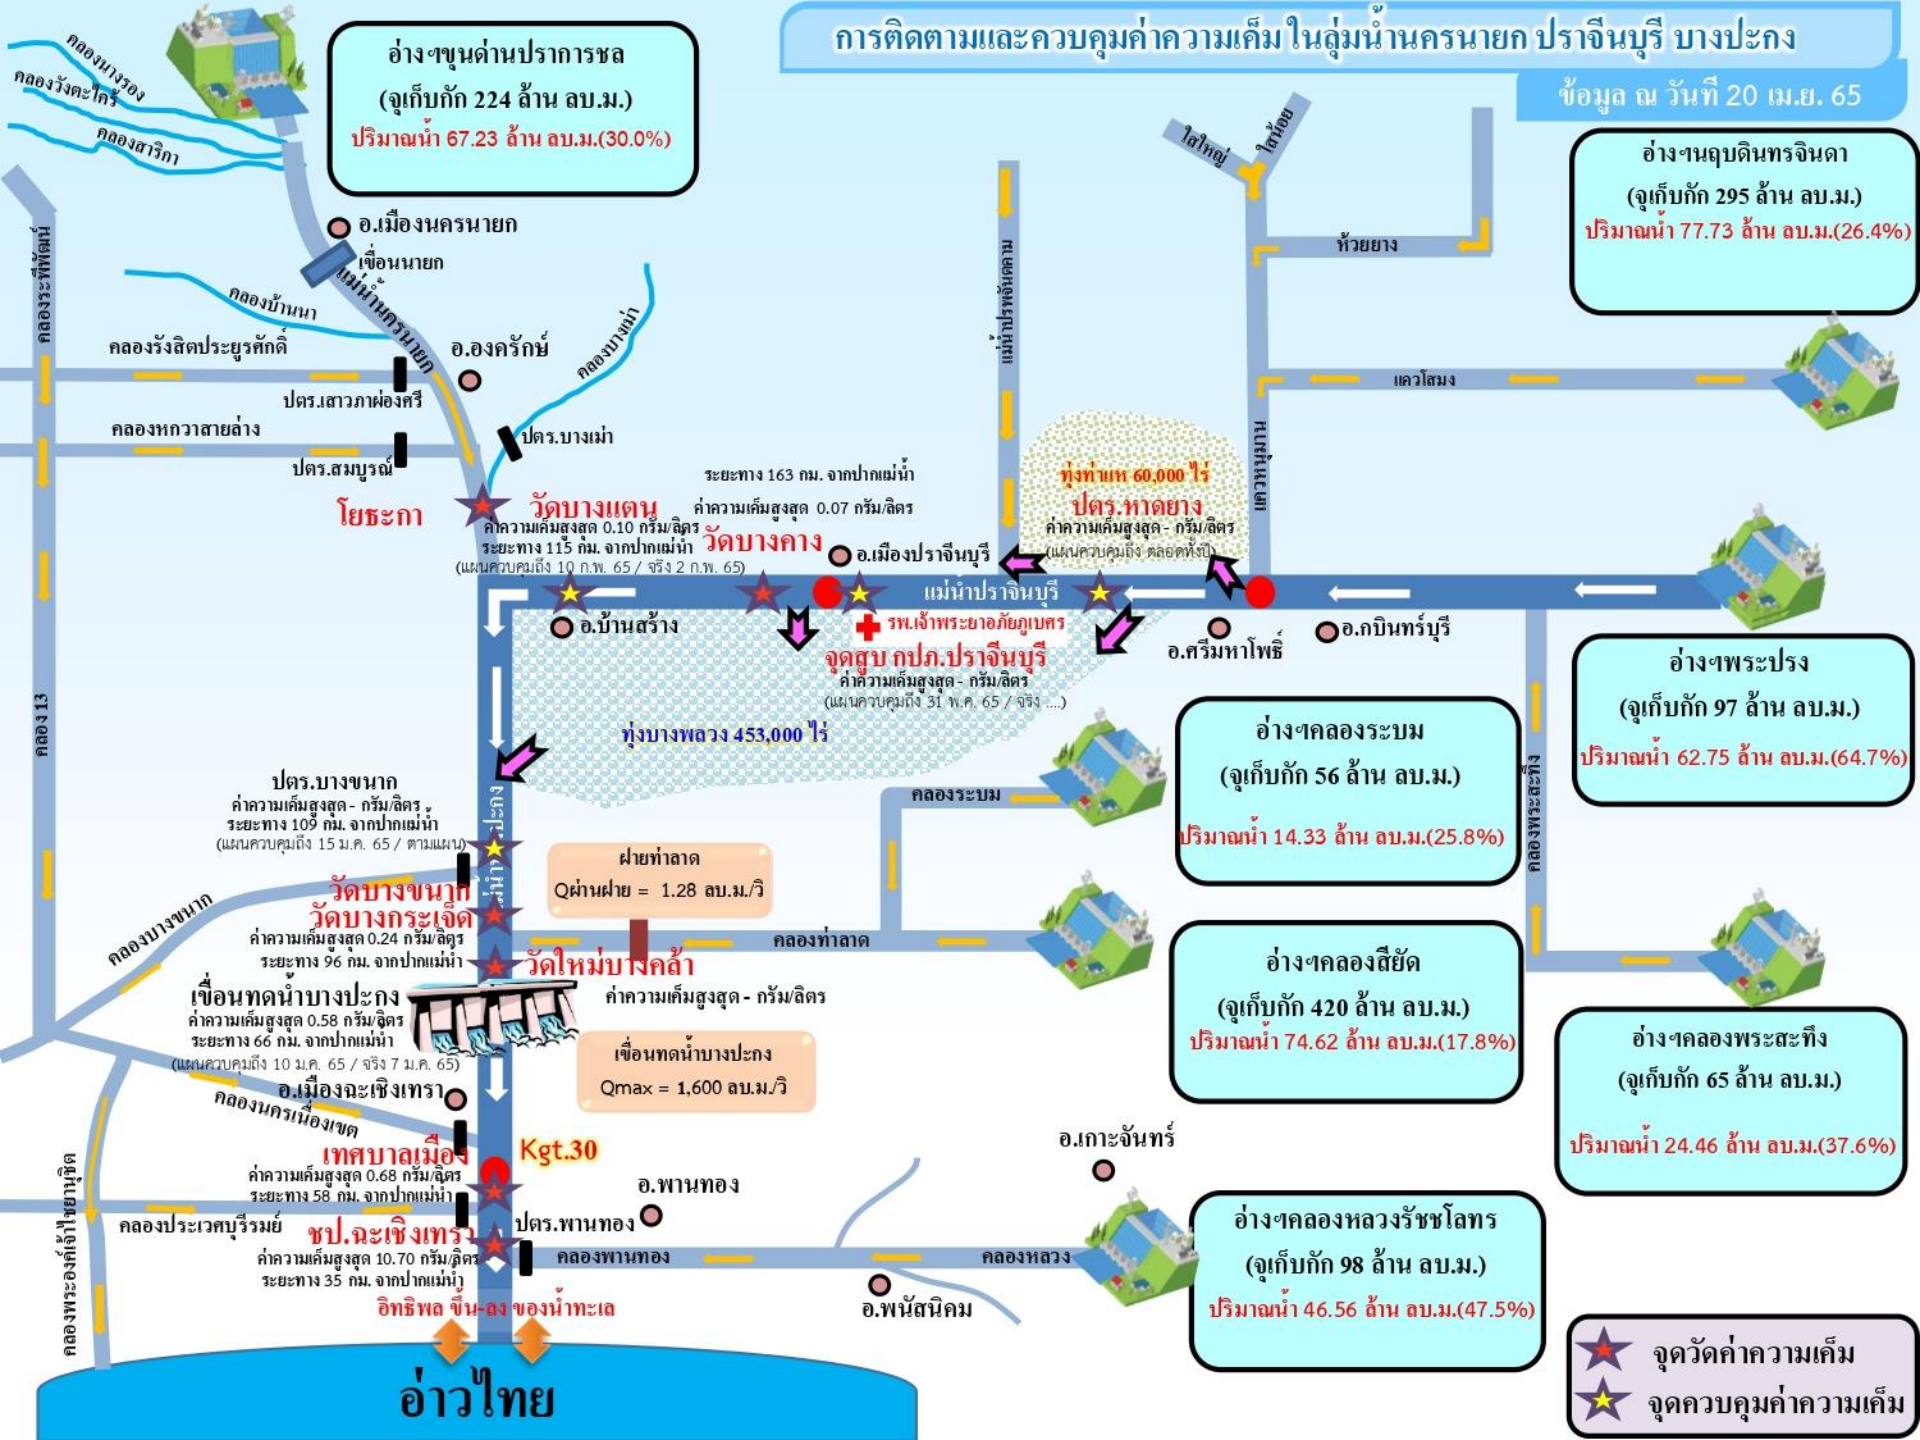 การติดตามและควบคุมค่าความเค็ม ในลุ่มน้ำนครนายก ปราจีนบุรี บางปะกง
ข้อมูล ณ วันที่ 20 เม.ย. 65
คลองนางรอง
คลองวังตะไคร้
คลองสาริกา
อ่างฯขุนด่านปราการชล
(จุเก็บกัก 224 ล้าน ลบ.ม.)
ปริมาณน้ำ 67.23 ล้าน ลบ.ม.(30.0%)
ใสใหญ่
ใสน้อย
อ่างฯนฤบดินทรจินดา
(จุเก็บกัก 295 ล้าน ลบ.ม.)
ปริมาณน้ำ 77.73 ล้าน ลบ.ม.(26.4%)
อ.เมืองนครนายก
เขื่อนนายก
แม่น้ำนครนายก
คลองระพีพัฒน์
คลองบ้านนา
คลองรังสิตประยูรศักดิ์
อ.องครักษ์
คลองบางเม่า
ปตร.เสาวภาผ่องศรี
คลองหกวาสายล่าง
ปตร.สมบูรณ์
ปตร.บางเม่า
ห้วยยาง
แควโสมง
แควหนุมาน
โยธะกา
วัดบางแตน
ค่าความเค็มสูงสุด 0.10 กรัม/ลิตร
ระยะทาง 115 กม. จากปากแม่น้ำ
(แผนควบคุมถึง 10 ก.พ. 65 / จริง 2 ก.พ. 65)
ระยะทาง 163 กม. จากปากแม่น้ำ
ค่าความเค็มสูงสุด 0.07 กรัม/ลิตร
วัดบางคาง
อ.เมืองปราจีนบุรี
ทุ่งท่าแห 60,000 ไร่
ปตร.หาดยาง
ค่าความเค็มสูงสุด - กรัม/ลิตร
(แผนควบคุมถึง ตลอดทั้งปี)
แม่น้ำปราจีนบุรี
อ.บ้านสร้าง
รพ.เจ้าพระยาอภัยภูเบศร
จุดสูบ กปภ.ปราจีนบุรี
ค่าความเค็มสูงสุด - กรัม/ลิตร
(แผนควบคุมถึง 31 พ.ค. 65 / จริง ....)
อ.ศรีมหาโพธิ์
อ.กบินทร์บุรี
ทุ่งบางพลวง 453,000 ไร่
อ่างฯพระปรง
(จุเก็บกัก 97 ล้าน ลบ.ม.)
ปริมาณน้ำ 62.75 ล้าน ลบ.ม.(64.7%)
คลอง 13
คลองพระสะทึง
อ่างฯคลองระบม
(จุเก็บกัก 56 ล้าน ลบ.ม.)
ปริมาณน้ำ 14.33 ล้าน ลบ.ม.(25.8%)
คลองระบม
ปตร.บางขนาก
ค่าความเค็มสูงสุด - กรัม/ลิตร
ระยะทาง 109 กม. จากปากแม่น้ำ
(แผนควบคุมถึง 15 ม.ค. 65 / ตามแผน)
ฝายท่าลาด
Qผ่านฝาย = 1.28 ลบ.ม./วิ
วัดบางขนาก
วัดบางกระเจ็ด
ค่าความเค็มสูงสุด 0.24 กรัม/ลิตร
ระยะทาง 96 กม. จากปากแม่น้ำ
คลองบางขนาก
คลองท่าลาด
วัดใหม่บางคล้า
ค่าความเค็มสูงสุด - กรัม/ลิตร
อ่างฯคลองสียัด
(จุเก็บกัก 420 ล้าน ลบ.ม.)
ปริมาณน้ำ 74.62 ล้าน ลบ.ม.(17.8%)
เขื่อนทดน้ำบางปะกง
ค่าความเค็มสูงสุด 0.58 กรัม/ลิตร
ระยะทาง 66 กม. จากปากแม่น้ำ
(แผนควบคุมถึง 10 ม.ค. 65 / จริง 7 ม.ค. 65)
เขื่อนทดน้ำบางปะกง
Qmax = 1,600 ลบ.ม./วิ
อ่างฯคลองพระสะทึง
(จุเก็บกัก 65 ล้าน ลบ.ม.)
ปริมาณน้ำ 24.46 ล้าน ลบ.ม.(37.6%)
อ.เมืองฉะเชิงเทรา
คลองนครเนื่องเขต
เทศบาลเมือง
ค่าความเค็มสูงสุด 0.68 กรัม/ลิตร
ระยะทาง 58 กม. จากปากแม่น้ำ
Kgt.30
อ.เกาะจันทร์
อ.พานทอง
คลองพระองค์เจ้าไชยานุชิต
คลองประเวศบุรีรมย์
ชป.ฉะเชิงเทรา
ค่าความเค็มสูงสุด 10.70 กรัม/ลิตร
ระยะทาง 35 กม. จากปากแม่น้ำ
ปตร.พานทอง
คลองพานทอง
คลองหลวง
อ.พนัสนิคม
อ่างฯคลองหลวงรัชชโลทร
(จุเก็บกัก 98 ล้าน ลบ.ม.)
ปริมาณน้ำ 46.56 ล้าน ลบ.ม.(47.5%)
อิทธิพล ขึ้น-ลง ของน้ำทะเล
อ่าวไทย
จุดวัดค่าความเค็ม
จุดควบคุมค่าความเค็ม